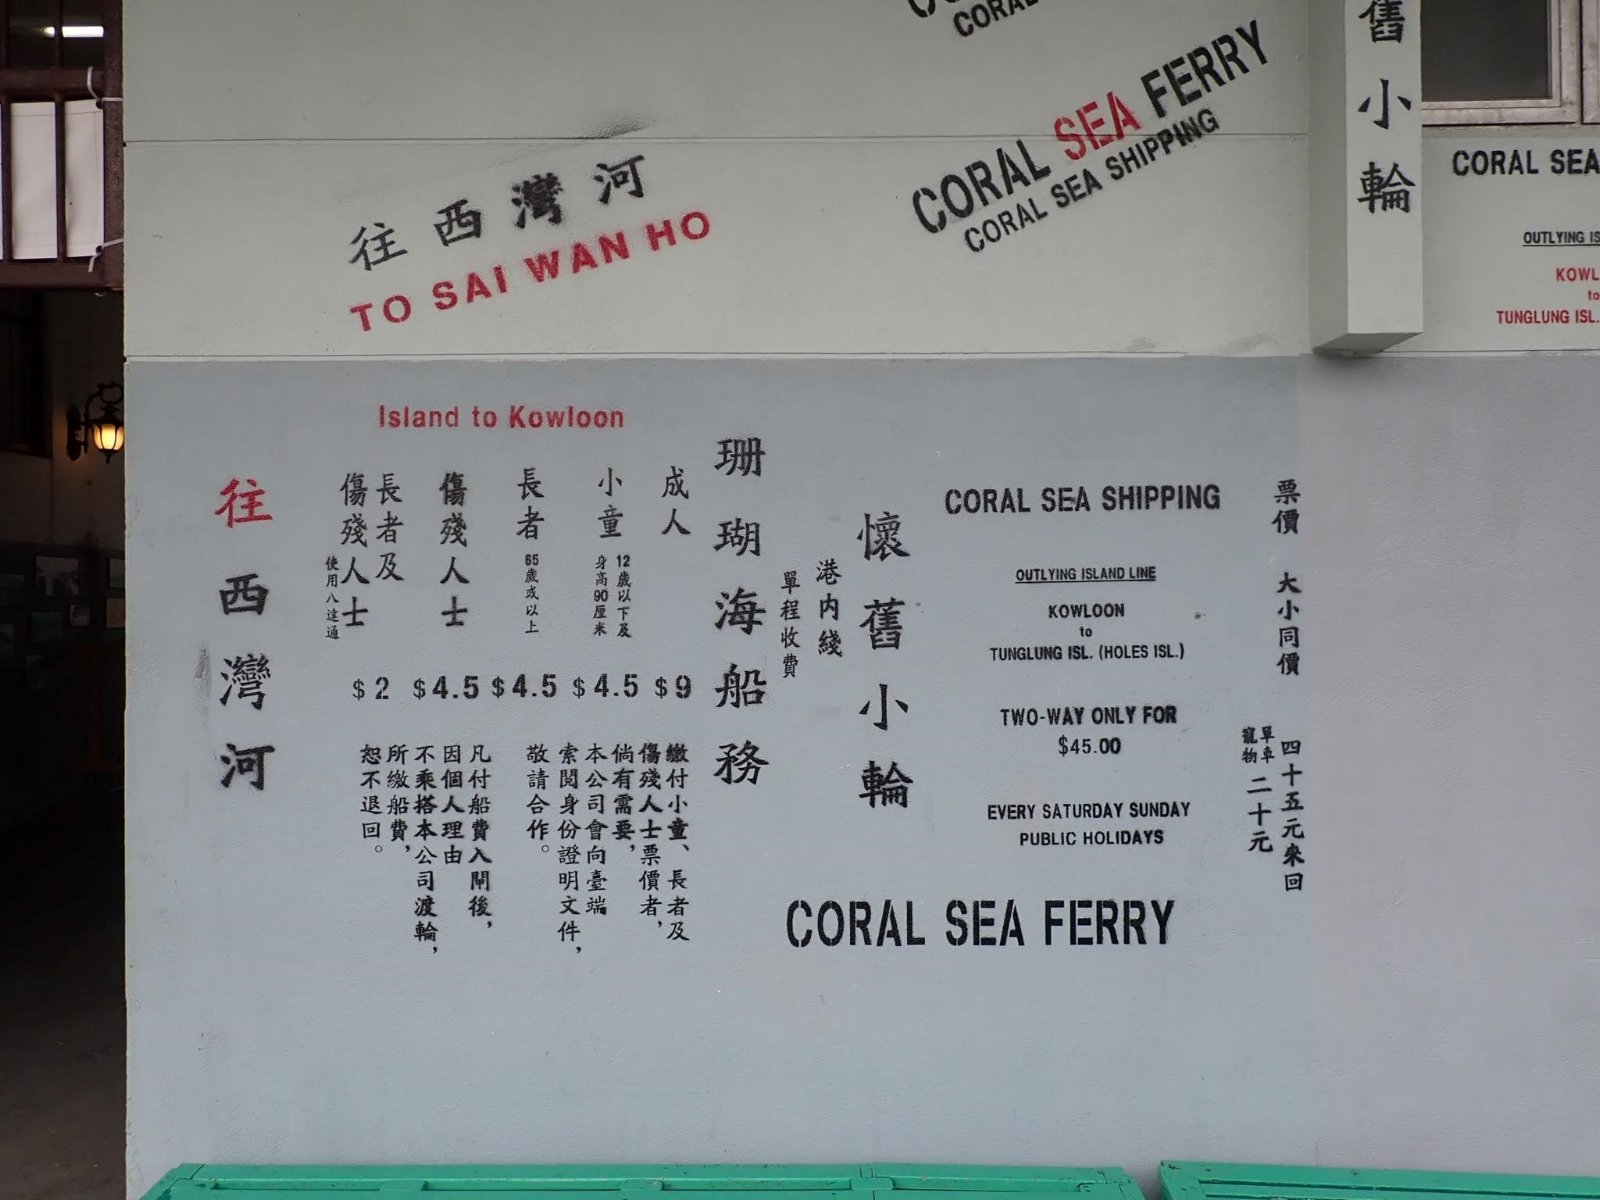 CORAL
舊小輪
CORAL SEA FERRY
CORAL SEA SHIPPING
往西灣河
TO SAI WAN HO
CORAL SEA
OUTLYING IS
KOWL
to
TUNGLUNG ISL.
Island to Kowloon
票價 大小同價 四十五元來回
單車
寵物 二十元
CORAL SEA SHIPPING
OUTLYING ISLAND LINE
KOWLOON
to
TUNGLUNG ISL. (HOLES ISL.)
TWO-WAY ONLY FOR
$45.00
EVERY SATURDAY SUNDAY
PUBLIC HOLIDAYS
懷舊小輪
港內綫
單程收費
CORAL SEA FERRY
珊瑚海船務
成人
$9
小童
12歲以下及
身高90厘米
$4.5
長者
65歲或以上
$4.5
傷殘人士
$4.5
長者及
傷殘人士
使用八達通
$2
繳付小童、長者及
傷殘人士票價者，
倘有需要，
本公司會向臺端
索閱身份證明文件，
敬請合作。
凡付船費入閘後，
因個人理由
不乘搭本公司渡輪，
所繳船費，
恕不退回。
往西灣河